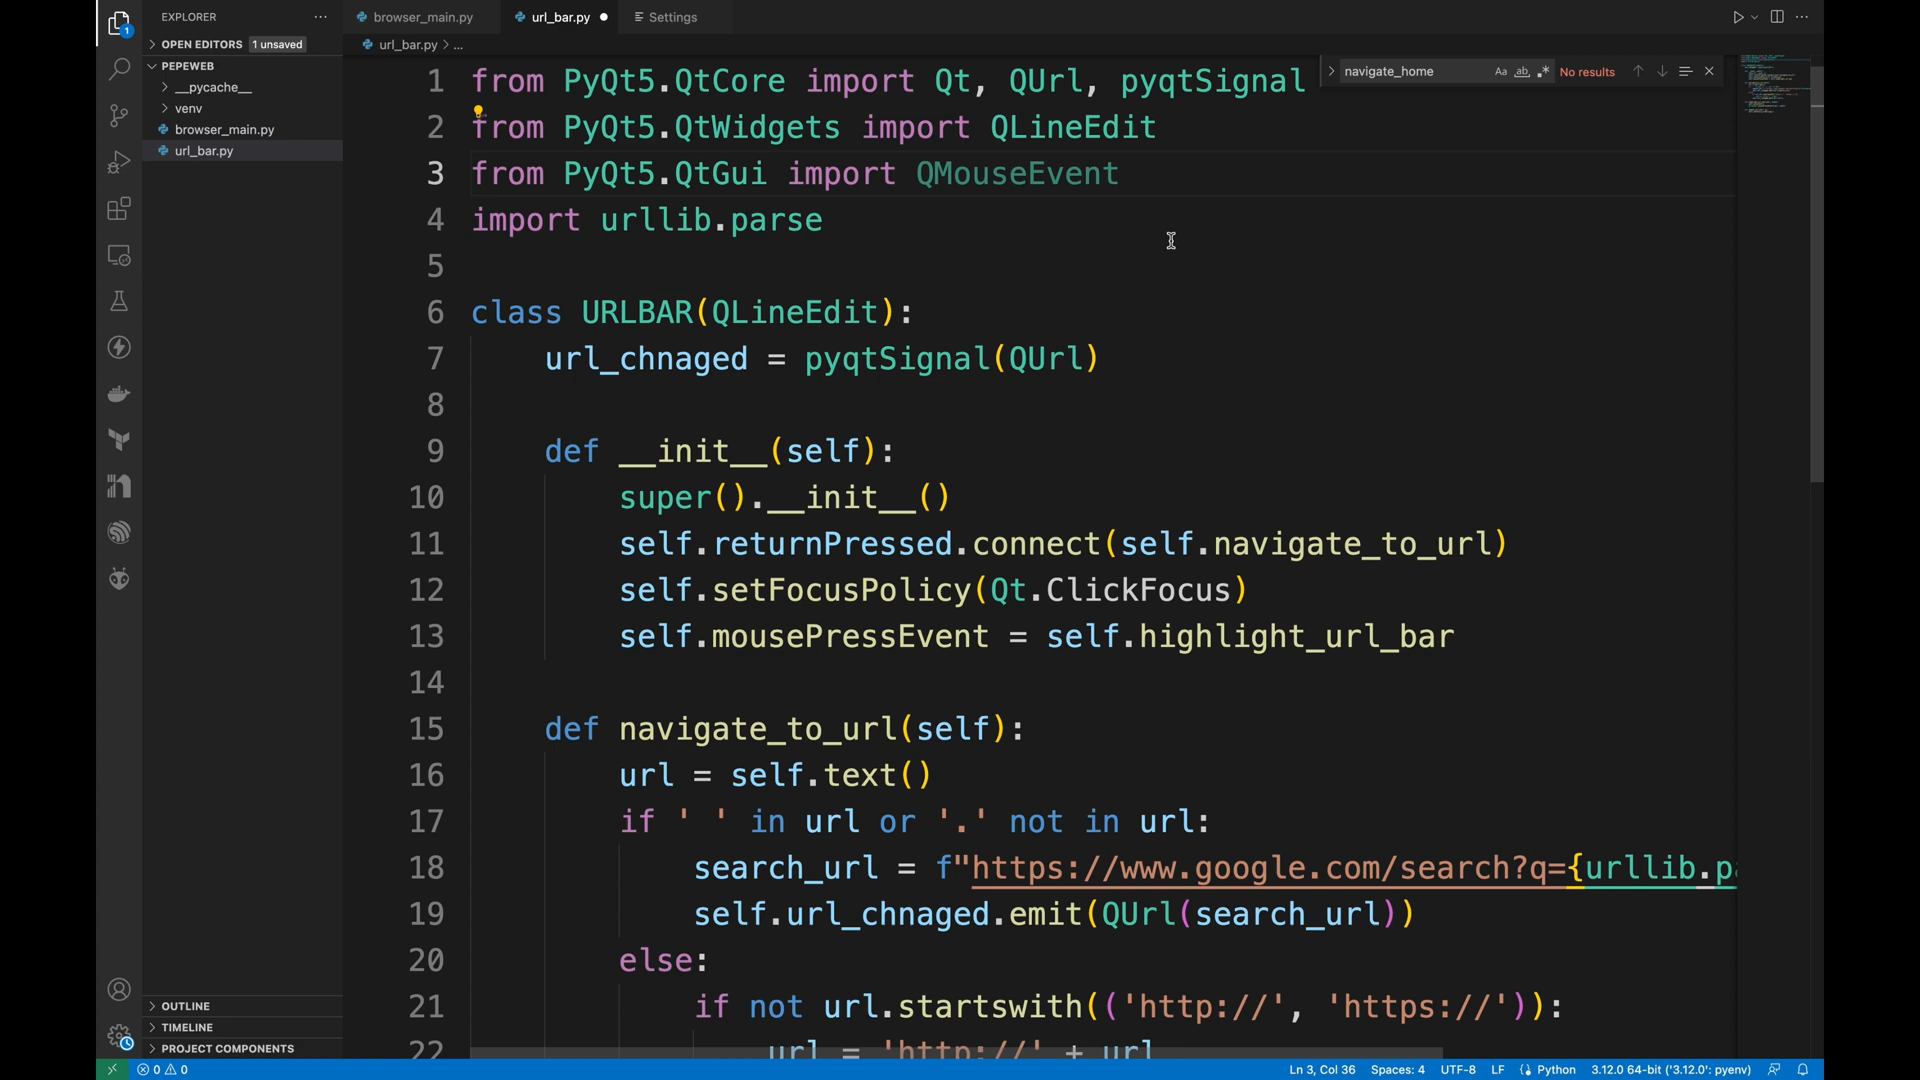 EXPLORER
OPEN EDITORS 1 unsaved
PEPEWEB
__pycache__
venv
browser_main.py
url_bar.py
OUTLINE
TIMELINE
PROJECT COMPONENTS
browser_main.py url_bar.py Settings
url_bar.py > ...
navigate_home Aa ab .* No results
1 from PyQt5.QtCore import Qt, QUrl, pyqtSignal
2 from PyQt5.QtWidgets import QLineEdit
3 from PyQt5.QtGui import QMouseEvent
4 import urllib.parse
5
6 class URLBAR(QLineEdit):
7 url_chnaged = pyqtSignal(QUrl)
8
9 def __init__(self):
10 super().__init__()
11 self.returnPressed.connect(self.navigate_to_url)
12 self.setFocusPolicy(Qt.ClickFocus)
13 self.mousePressEvent = self.highlight_url_bar
14
15 def navigate_to_url(self):
16 url = self.text()
17 if ' ' in url or '.' not in url:
18 search_url = f"https://www.google.com/search?q={urllib.pa
19 self.url_chnaged.emit(QUrl(search_url))
20 else:
21 if not url.startswith(('http://', 'https://')):
22 url = 'http://' + url
0 0 Ln 3, Col 36 Spaces: 4 UTF-8 LF Python 3.12.0 64-bit ('3.12.0': pyenv)